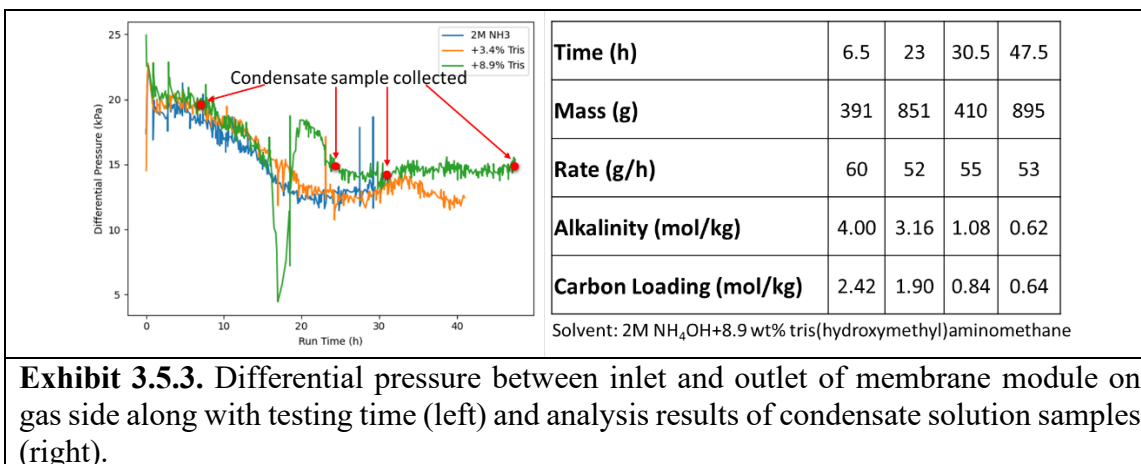 25
20
15
10
5
Differential Pressure (kPa)
0
10
20
30
40
Run Time (h)
2M NH3
+3.4% Tris
+8.9% Tris
Condensate sample collected
Time (h) 6.5 23 30.5 47.5
Mass (g) 391 851 410 895
Rate (g/h) 60 52 55 53
Alkalinity (mol/kg) 4.00 3.16 1.08 0.62
Carbon Loading (mol/kg) 2.42 1.90 0.84 0.64
Solvent: 2M NH₄OH+8.9 wt% tris(hydroxymethyl)aminomethane
Exhibit 3.5.3. Differential pressure between inlet and outlet of membrane module on
gas side along with testing time (left) and analysis results of condensate solution samples
(right).